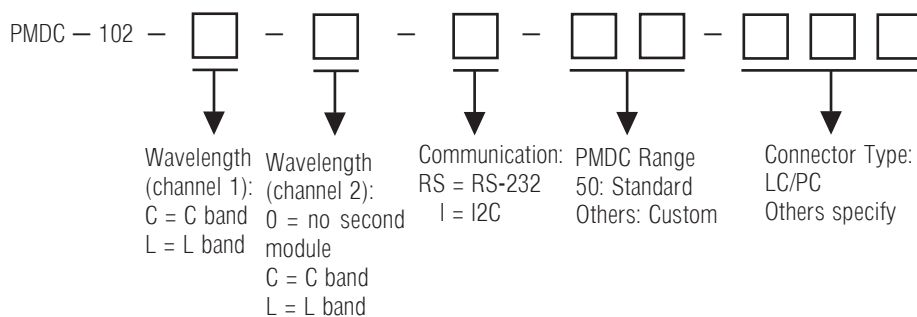 PMDC – 102 – – – – –
Wavelength
(channel 1):
C = C band
L = L band
Wavelength
(channel 2):
0 = no second
module
C = C band
L = L band
Communication:
RS = RS-232
I = I2C
PMDC Range
50: Standard
Others: Custom
Connector Type:
LC/PC
Others specify